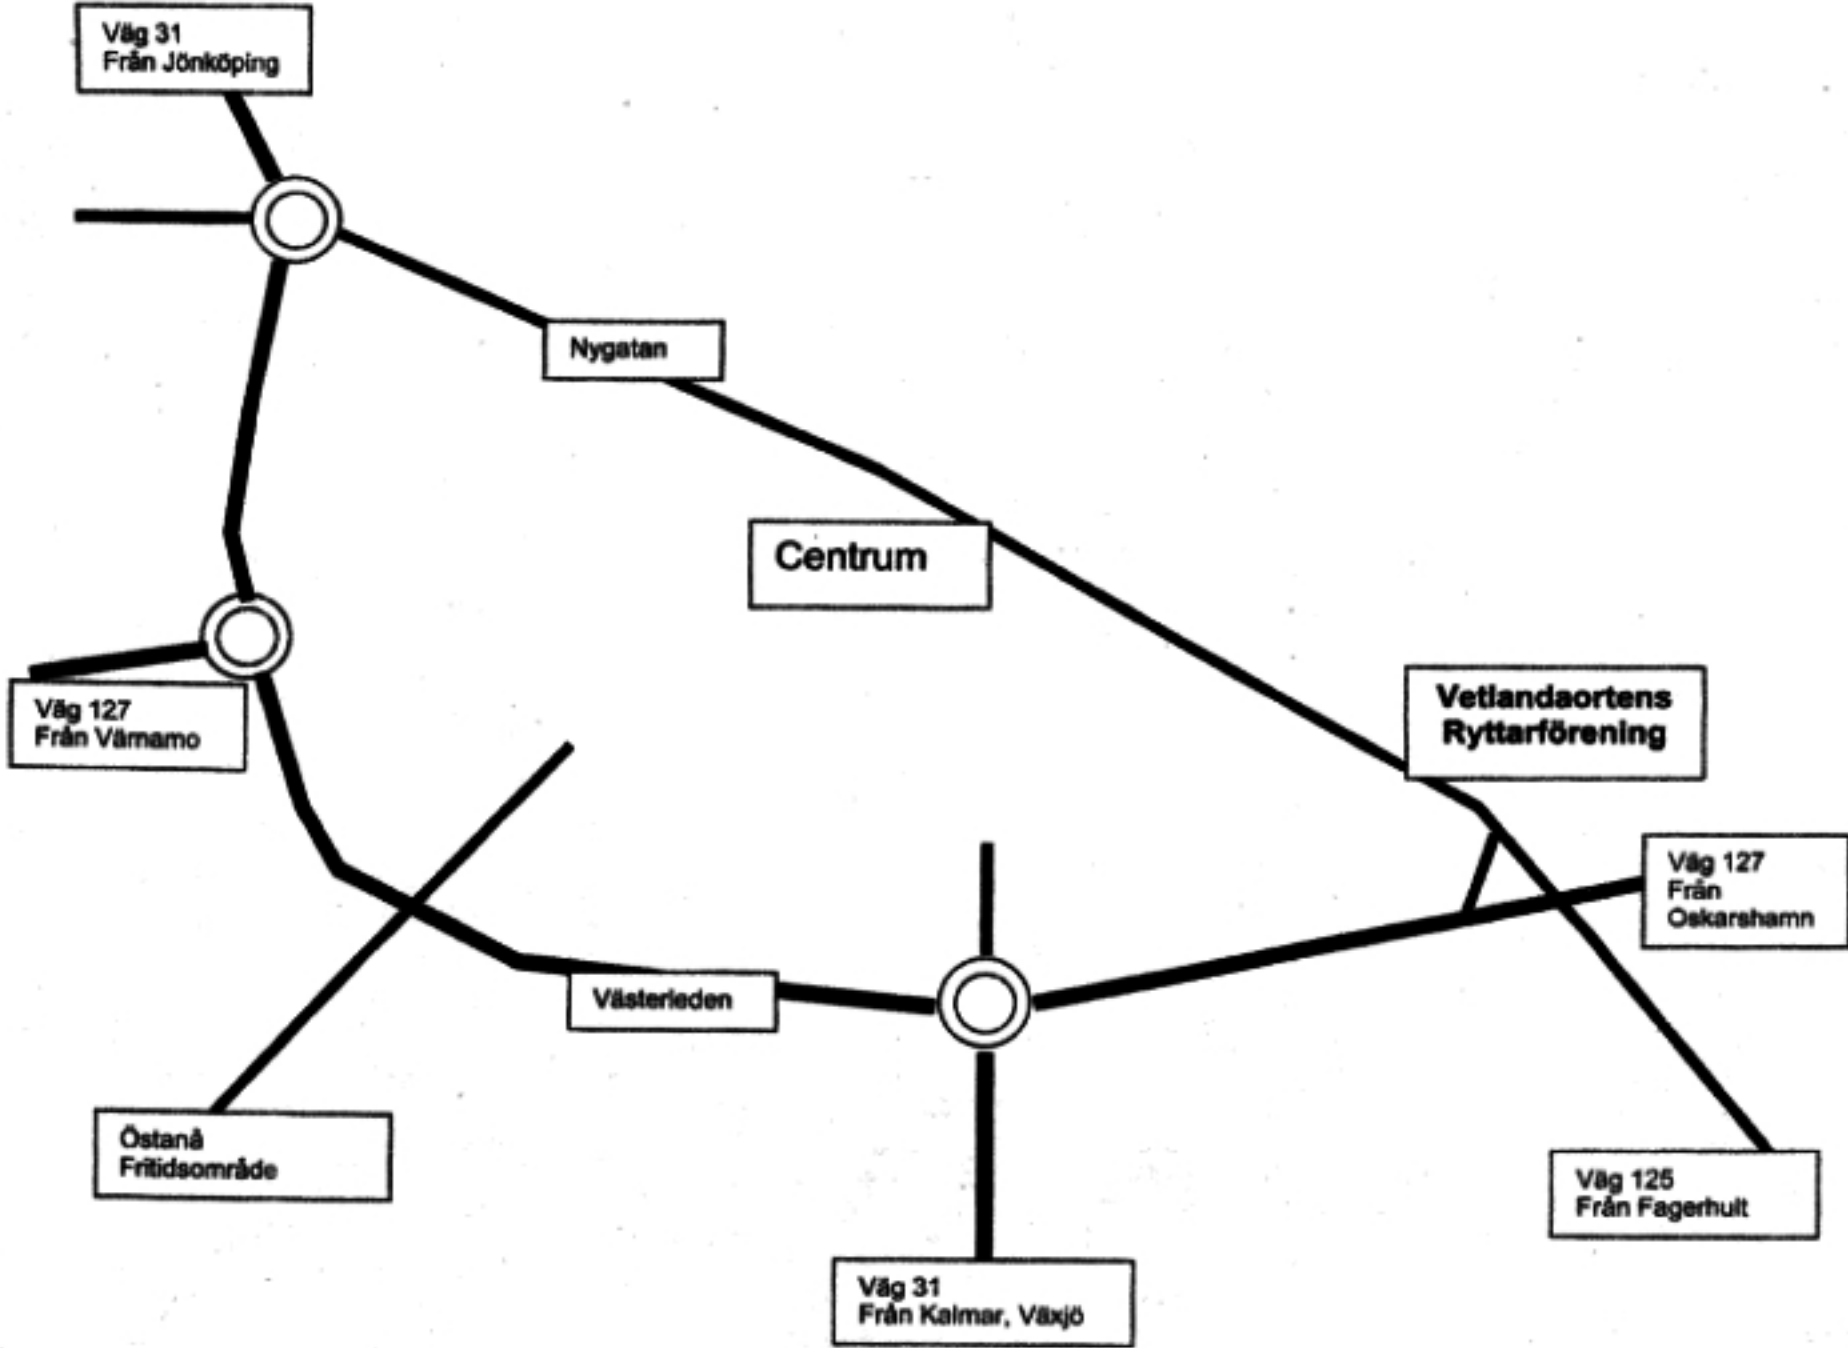 Väg 31
Från Jönköping
Nygatan
Centrum
Vetlandaortens
Ryttarförening
Väg 127
Från Värnamo
Väg 127
Från
Oskarshamn
Västerleden
Östanå
Fritidsområde
Väg 125
Från Fagerhult
Väg 31
Från Kalmar, Växjö